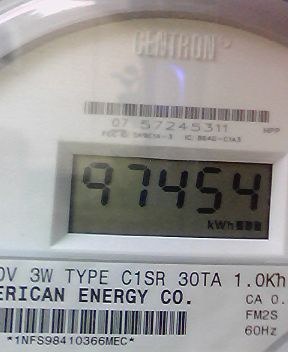 CENTRON
07 57245311 HPP
97454
kWh
0V 3W TYPE C1SR 30TA 1.0Kh
ERICAN ENERGY CO. CA 0.
FM2S
60Hz
*1NFS98410366MEC*